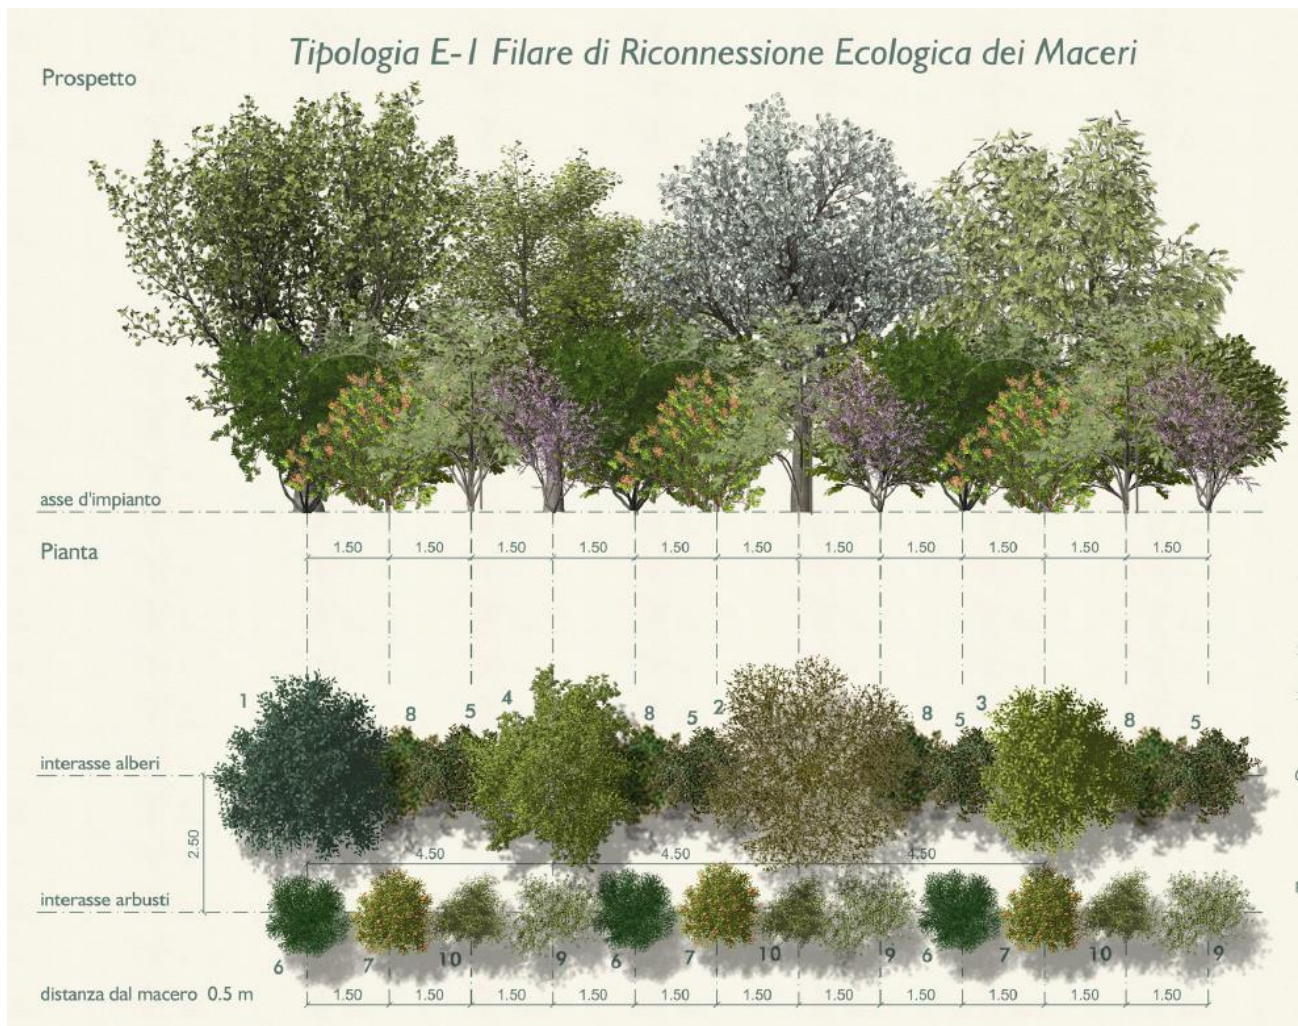 Tipologia E-1 Filare di Riconnessione Ecologica dei Maceri
Prospetto
asse d'impianto
Pianta
1.50 1.50 1.50 1.50 1.50 1.50 1.50 1.50 1.50 1.50 1.50
1 8 5 4 8 5 2 8 5 3 8 5
interasse alberi
2.50
4.50 4.50 4.50
interasse arbusti
6 7 10 9 6 7 10 9 6 7 10 9
distanza dal macero 0.5 m
1.50 1.50 1.50 1.50 1.50 1.50 1.50 1.50 1.50 1.50 1.50